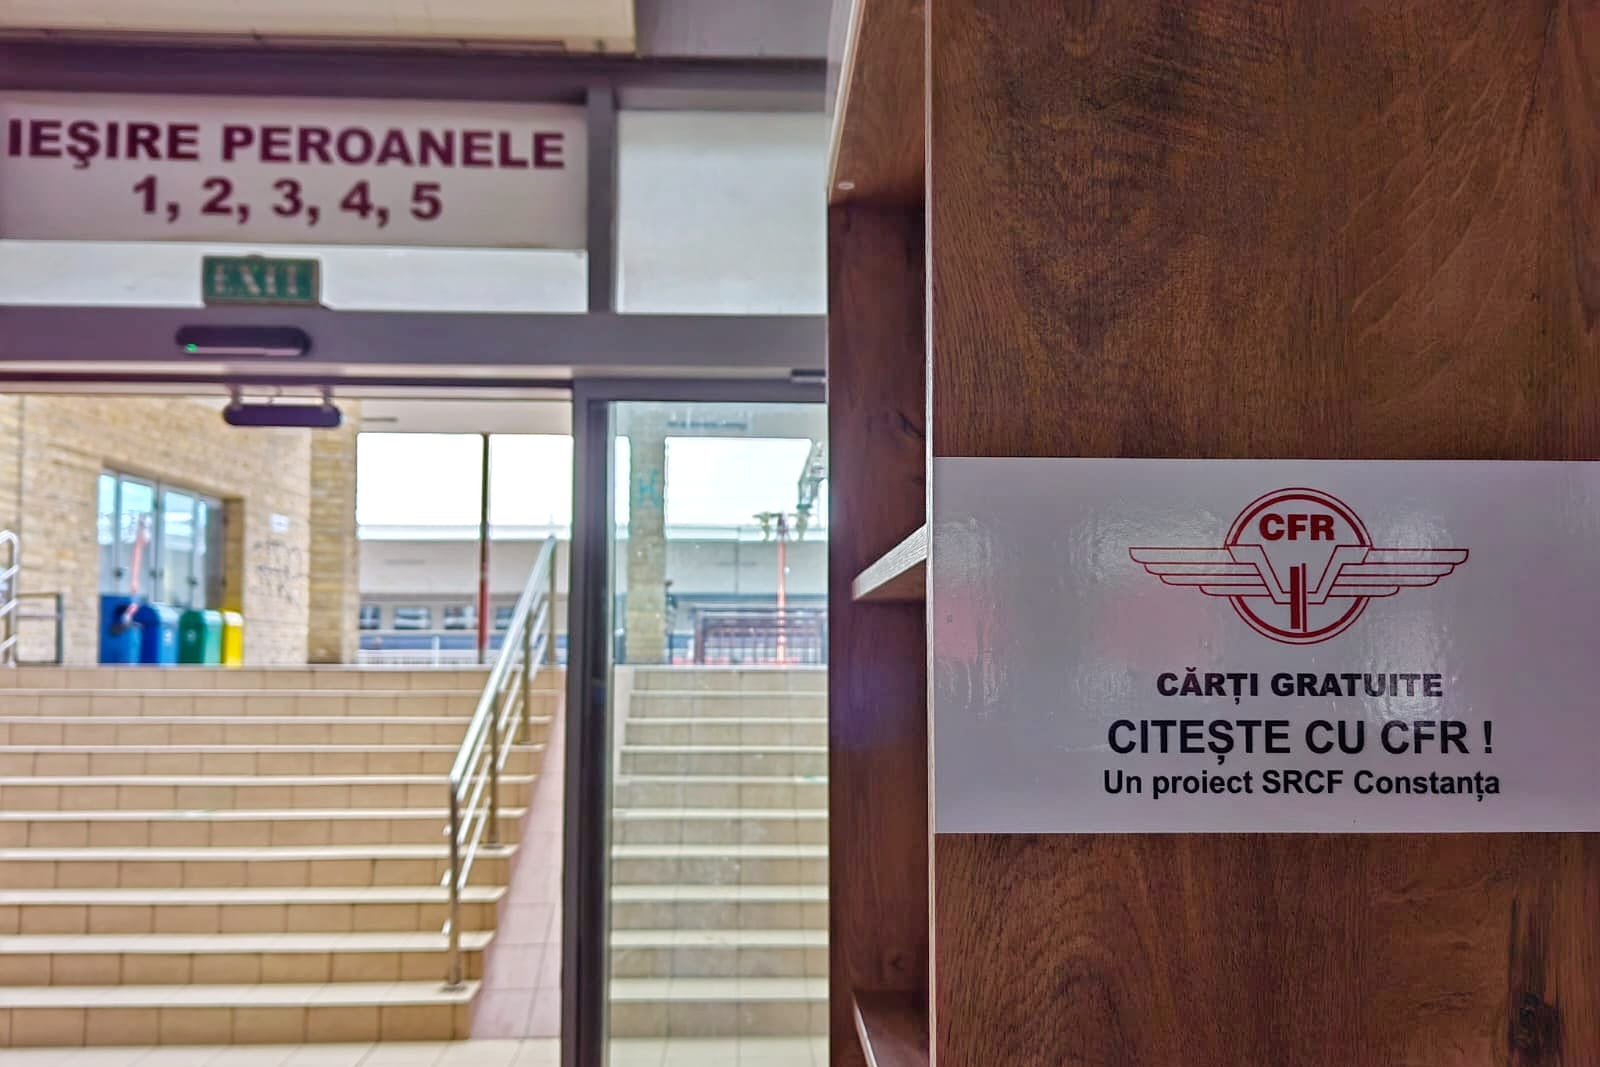 IEŞIRE PEROANELE
1, 2, 3, 4, 5
EXIT
CFR
CĂRȚI GRATUITE
CITEȘTE CU CFR !
Un proiect SRCF Constanța